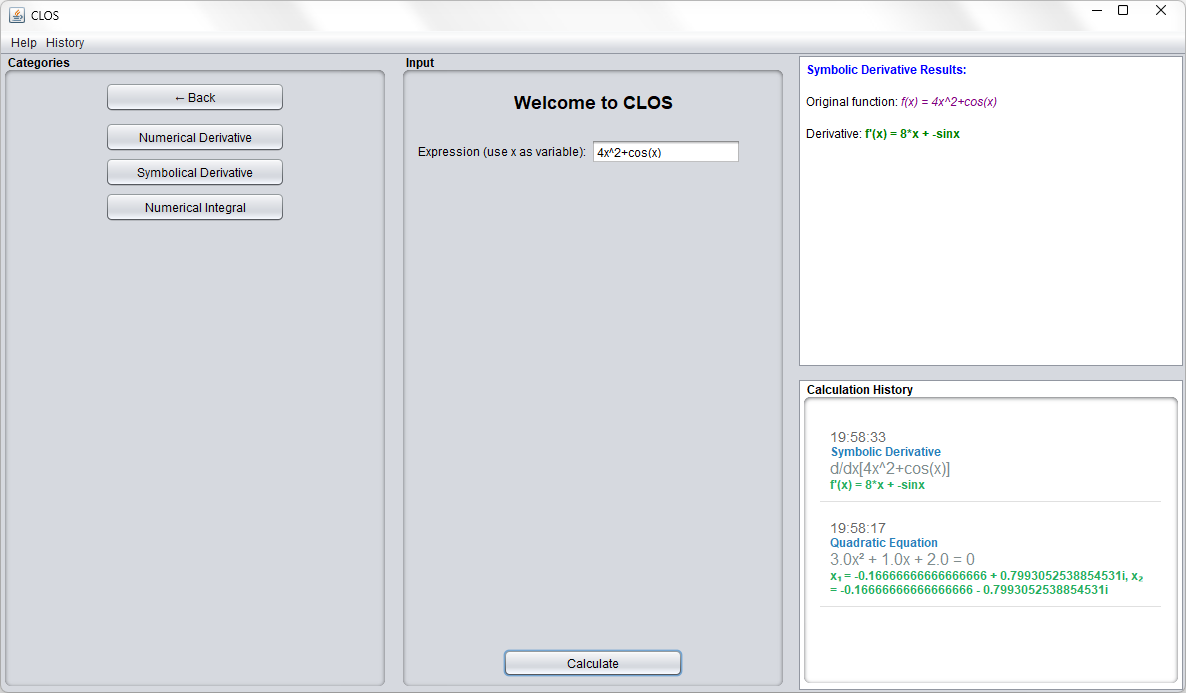 CLOS
Help History
Categories
← Back
Numerical Derivative
Symbolical Derivative
Numerical Integral
Input
Welcome to CLOS
Expression (use x as variable): 4x^2+cos(x)
Calculate
Symbolic Derivative Results:
Original function: f(x) = 4x^2+cos(x)
Derivative: f'(x) = 8*x + -sinx
Calculation History
19:58:33
Symbolic Derivative
d/dx[4x^2+cos(x)]
f'(x) = 8*x + -sinx
19:58:17
Quadratic Equation
3.0x² + 1.0x + 2.0 = 0
x₁ = -0.16666666666666666 + 0.7993052538854531i, x₂
= -0.16666666666666666 - 0.7993052538854531i